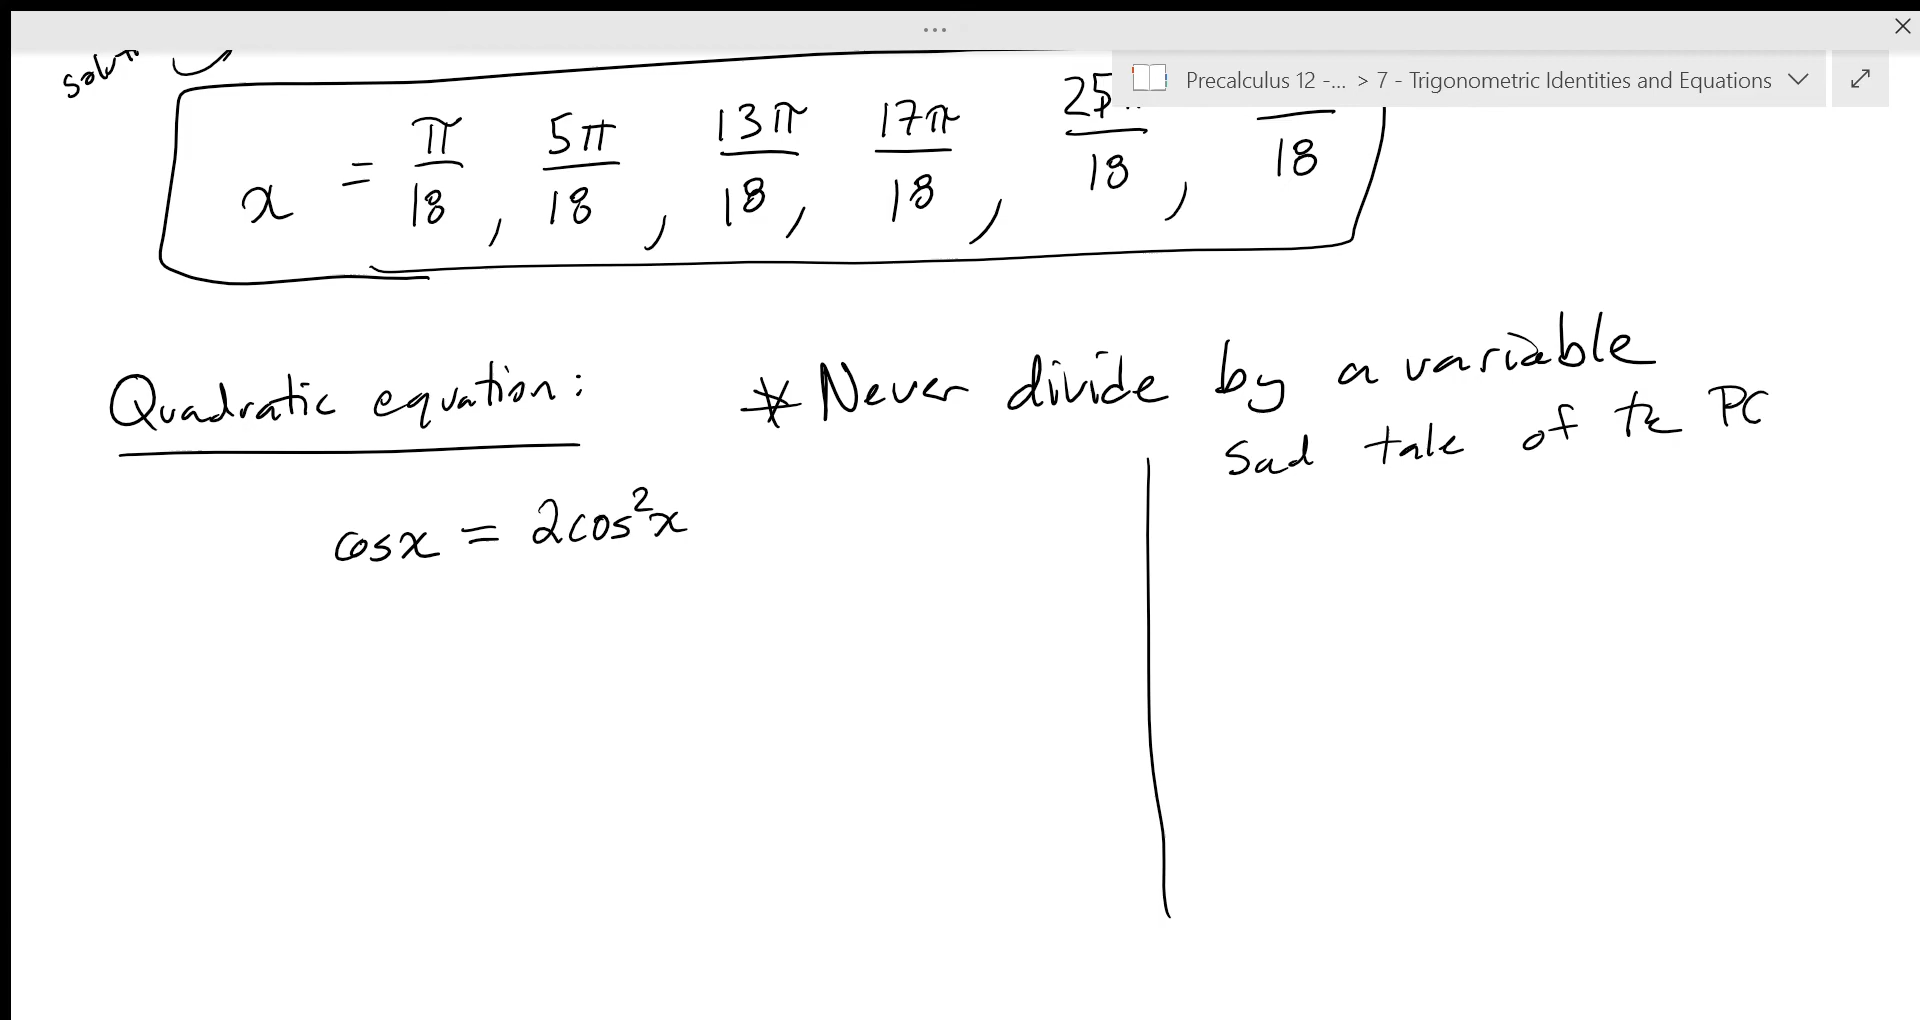 Precalculus 12 -... > 7 - Trigonometric Identities and Equations
x = π/18, 5π/18, 13π/18, 17π/18, 25π/18, /18
Quadratic equation: * Never divide by a variable
Sad tale of the PC
cosx = 2cos²x